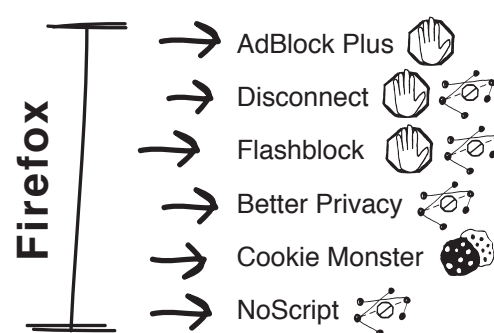 Firefox
AdBlock Plus
Disconnect
Flashblock
Better Privacy
Cookie Monster
NoScript